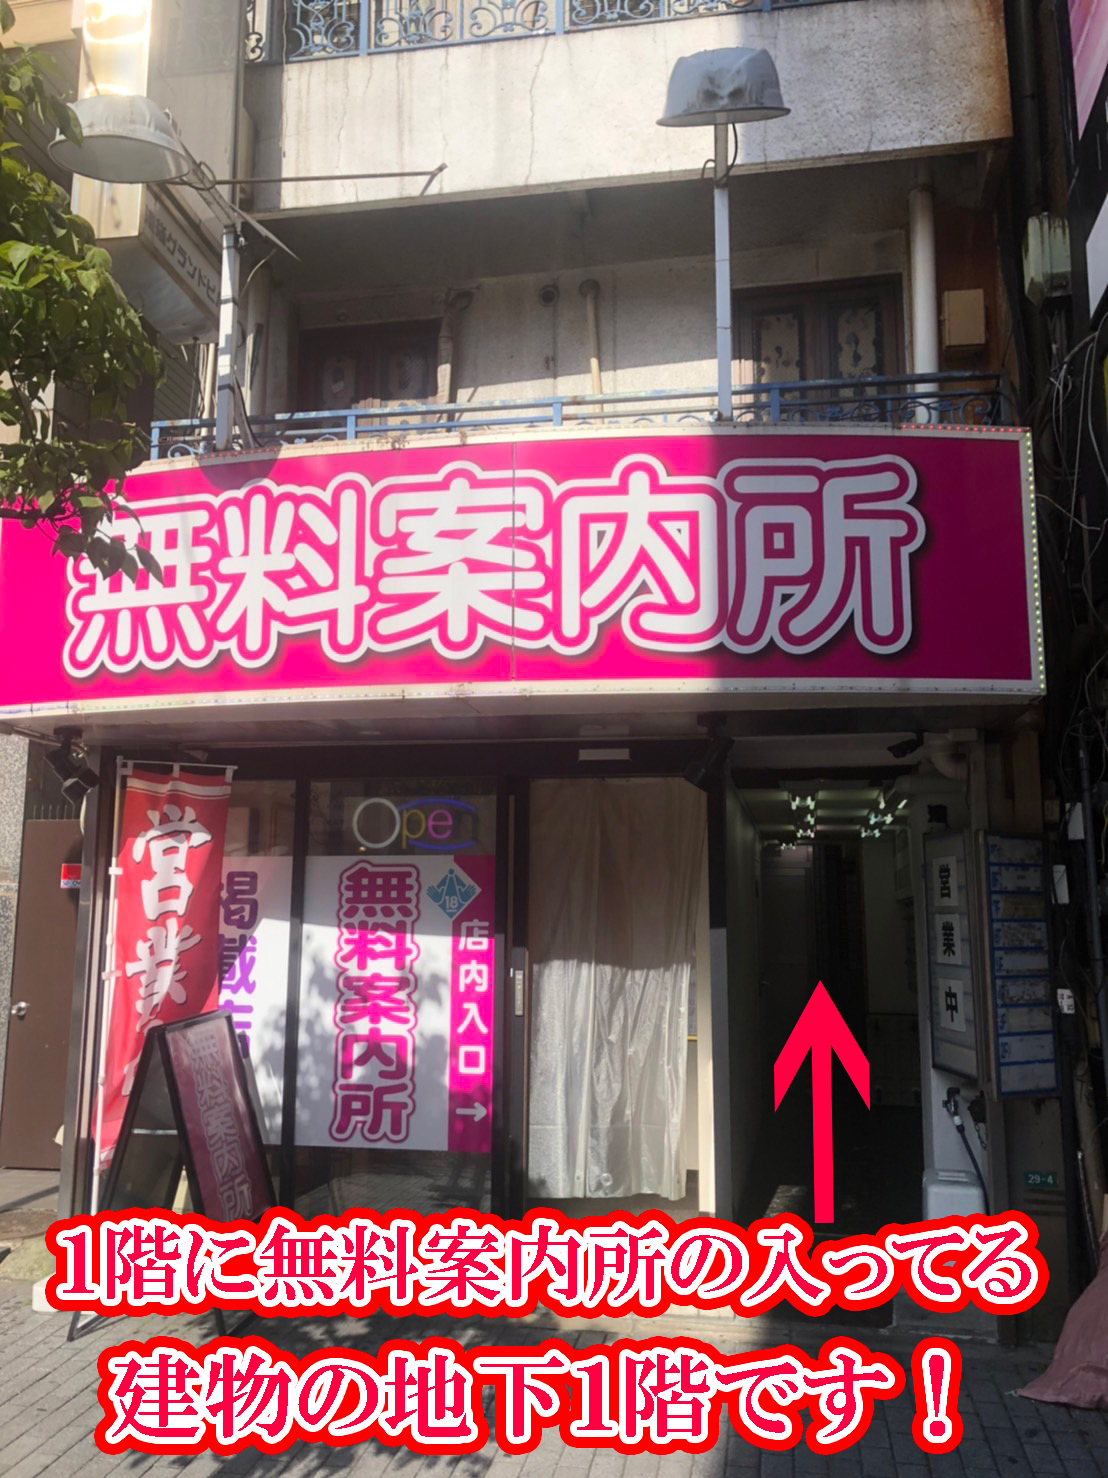 無料案内所
Open
営業
掲載店
無料案内所
18
店内入口
→
無料案内所
営業中
29-4
1階に無料案内所の入ってる
建物の地下1階です！